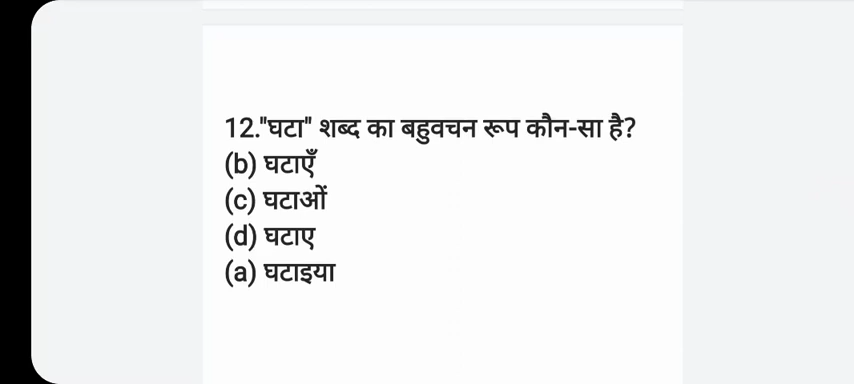 12."घटा" शब्द का बहुवचन रूप कौन-सा है?
(b) घटाएँ
(c) घटाओं
(d) घटाए
(a) घटाइया